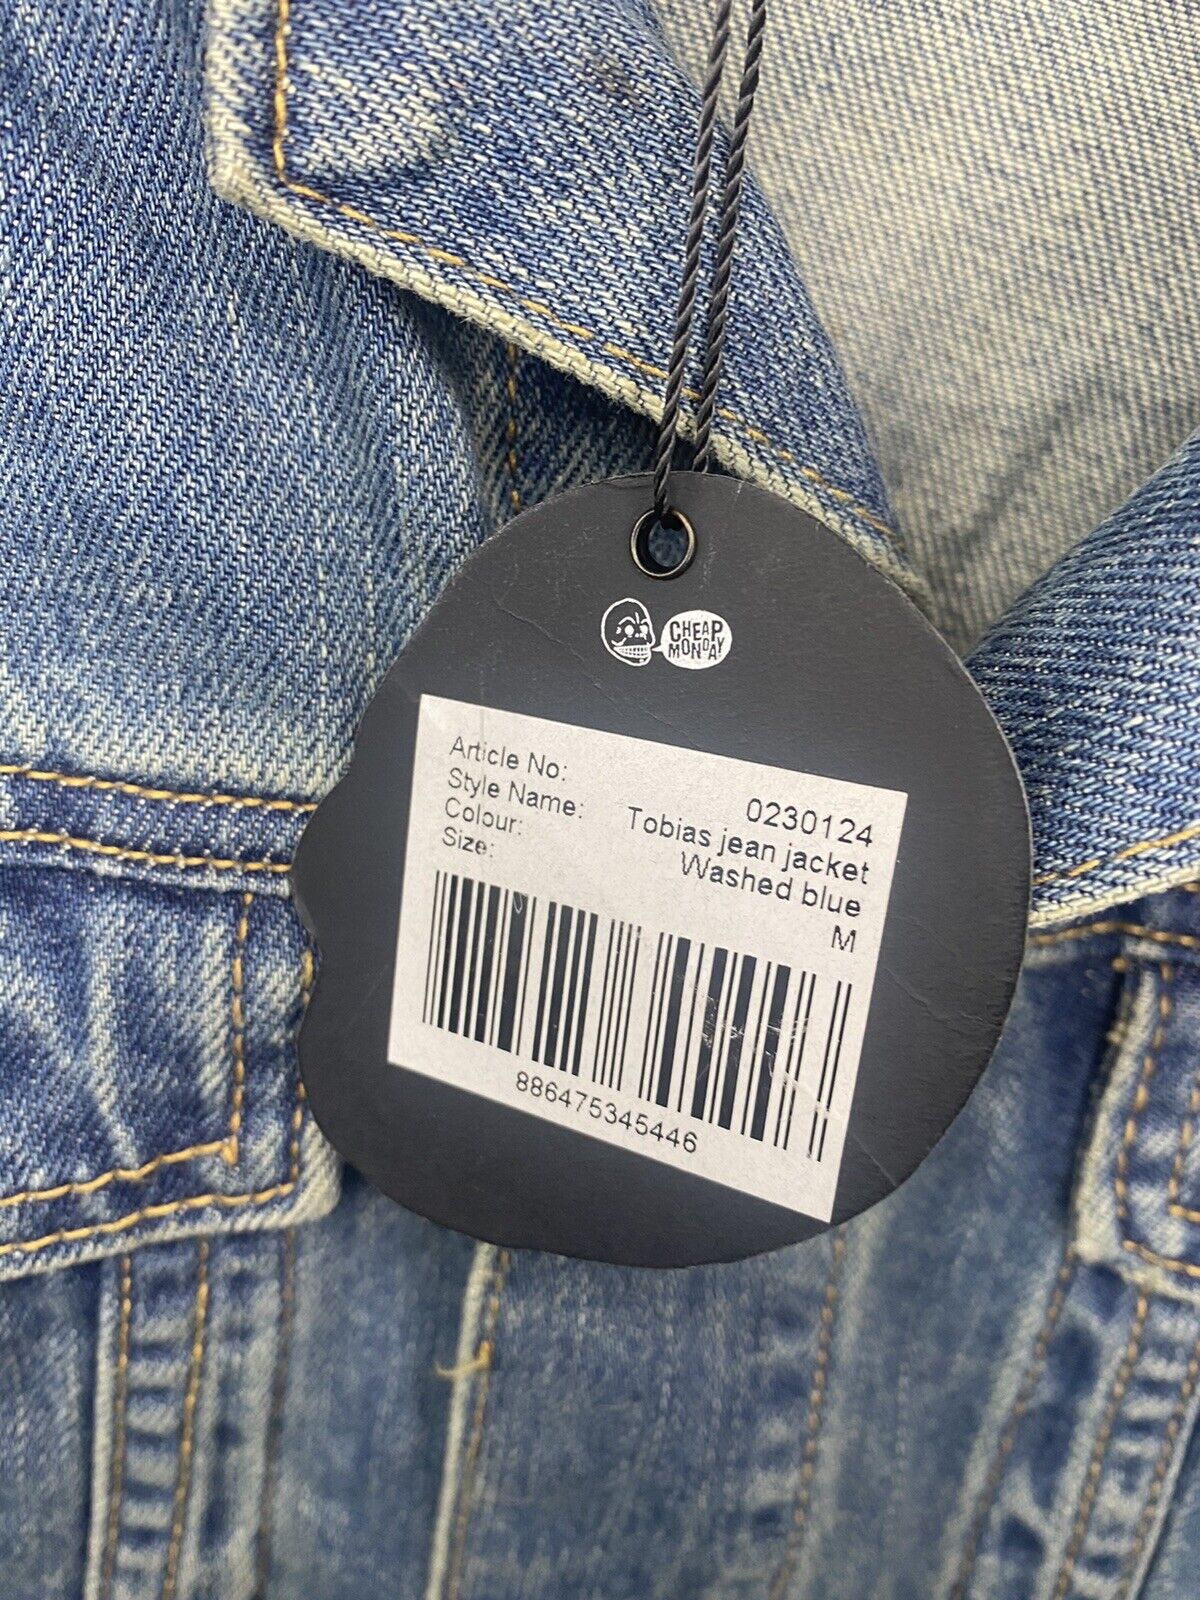 CHEAP
MONDAY
Article No: 0230124
Style Name: Tobias jean jacket
Colour: Washed blue
Size: M
886475345446